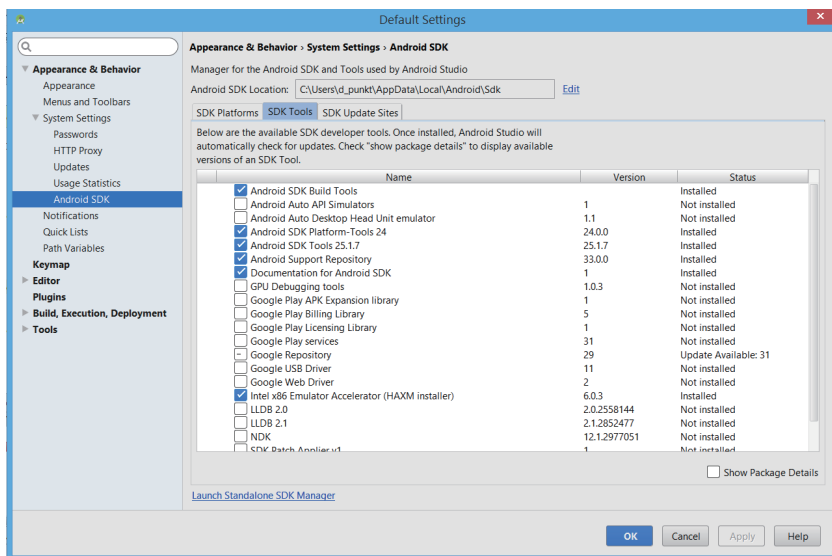 Default Settings
Appearance & Behavior › System Settings › Android SDK
Appearance & Behavior
Appearance
Menus and Toolbars
System Settings
Passwords
HTTP Proxy
Updates
Usage Statistics
Android SDK
Notifications
Quick Lists
Path Variables
Keymap
Editor
Plugins
Build, Execution, Deployment
Tools
Manager for the Android SDK and Tools used by Android Studio
Android SDK Location: C:\Users\d_punkt\AppData\Local\Android\Sdk Edit
SDK Platforms SDK Tools SDK Update Sites
Below are the available SDK developer tools. Once installed, Android Studio will
automatically check for updates. Check "show package details" to display available
versions of an SDK Tool.
Name Version Status
Android SDK Build Tools Installed
Android Auto API Simulators 1 Not installed
Android Auto Desktop Head Unit emulator 1.1 Not installed
Android SDK Platform-Tools 24 24.0.0 Installed
Android SDK Tools 25.1.7 25.1.7 Installed
Android Support Repository 33.0.0 Installed
Documentation for Android SDK 1 Installed
GPU Debugging tools 1.0.3 Not installed
Google Play APK Expansion library 1 Not installed
Google Play Billing Library 5 Not installed
Google Play Licensing Library 1 Not installed
Google Play services 31 Not installed
Google Repository 29 Update Available: 31
Google USB Driver 11 Not installed
Google Web Driver 2 Not installed
Intel x86 Emulator Accelerator (HAXM installer) 6.0.3 Installed
LLDB 2.0 2.0.2558144 Not installed
LLDB 2.1 2.1.2852477 Not installed
NDK 12.1.2977051 Not installed
SDK Patch Applier v1 1 Not installed
Show Package Details
Launch Standalone SDK Manager
OK Cancel Apply Help